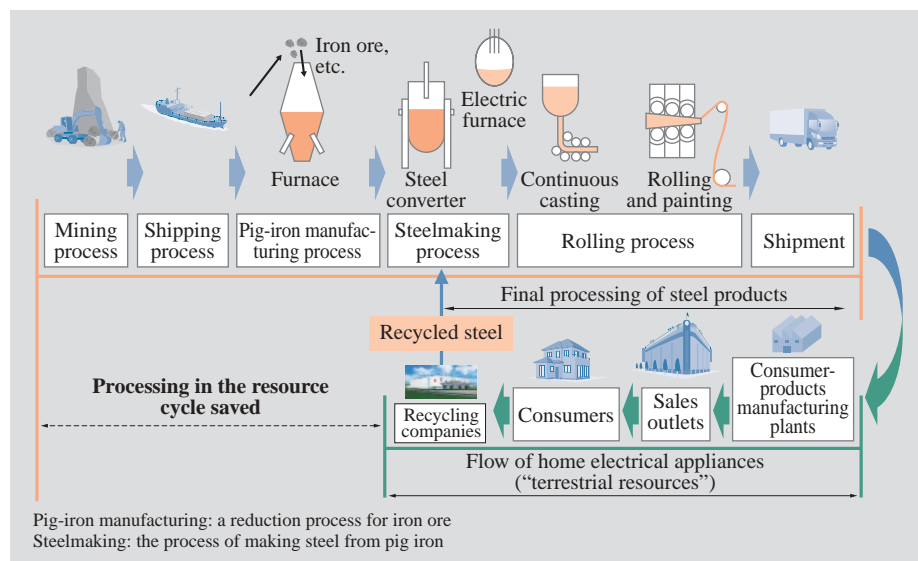 Iron ore,
etc.
Electric
furnace
Furnace
Steel
converter
Continuous
casting
Rolling
and painting
Mining
process
Shipping
process
Pig-iron manufac-
turing process
Steelmaking
process
Rolling process
Shipment
Final processing of steel products
Recycled steel
Processing in the resource
cycle saved
Recycling
companies
Consumers
Sales
outlets
Consumer-
products
manufacturing
plants
Flow of home electrical appliances
(“terrestrial resources”)
Pig-iron manufacturing: a reduction process for iron ore
Steelmaking: the process of making steel from pig iron